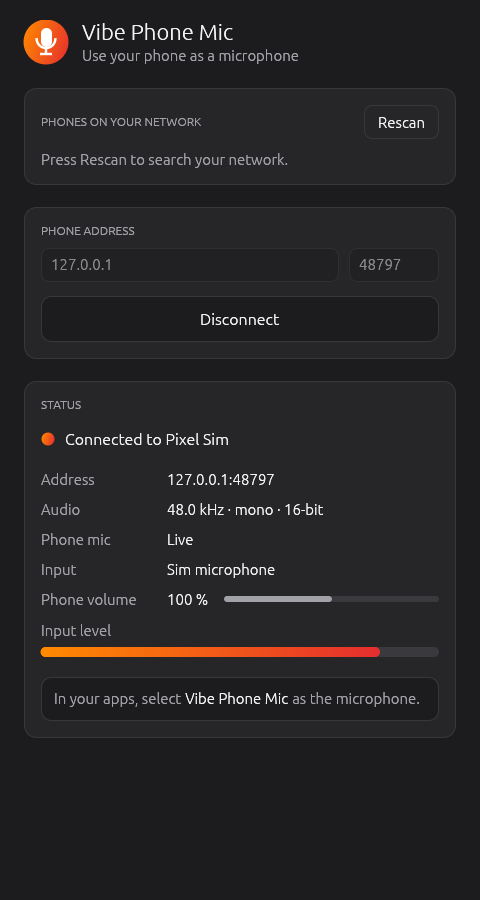 Vibe Phone Mic
Use your phone as a microphone
PHONES ON YOUR NETWORK
Rescan
Press Rescan to search your network.
PHONE ADDRESS
127.0.0.1 48797
Disconnect
STATUS
Connected to Pixel Sim
Address 127.0.0.1:48797
Audio 48.0 kHz · mono · 16-bit
Phone mic Live
Input Sim microphone
Phone volume 100 %
Input level
In your apps, select Vibe Phone Mic as the microphone.